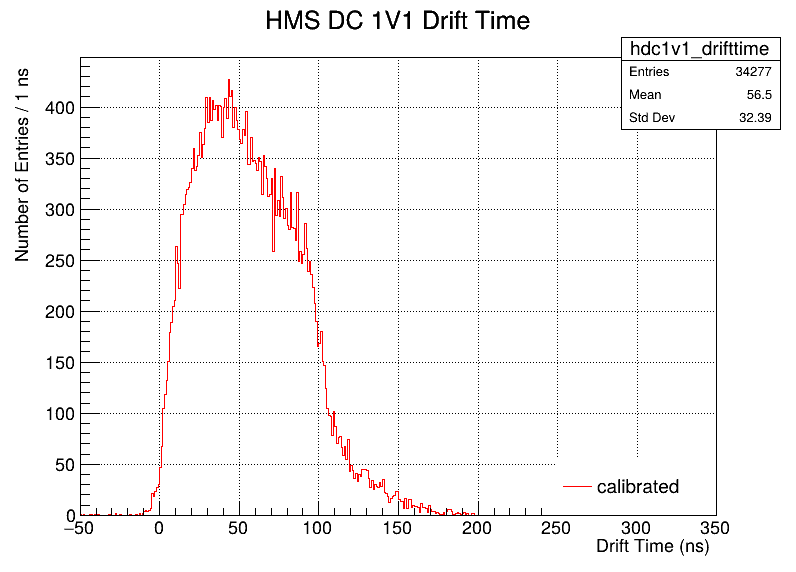 HMS DC 1V1 Drift Time
hdc1v1_drifttime
Entries 34277
Mean 56.5
Std Dev 32.39
Number of Entries / 1 ns
400
350
300
250
200
150
100
50
0
−50 0 50 100 150 200 250 300 350
Drift Time (ns)
calibrated